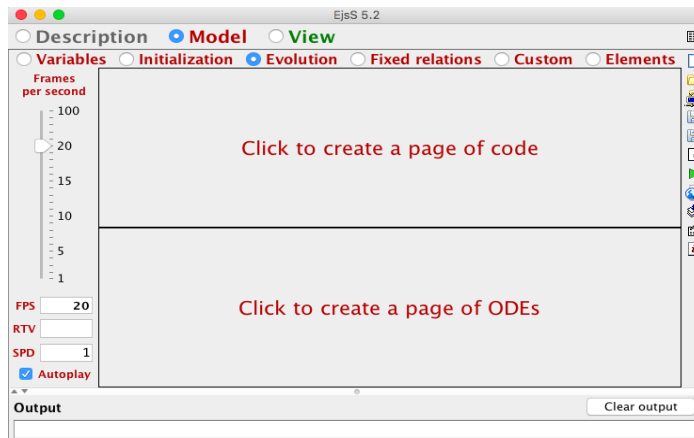 EjsS 5.2
Description Model View
Variables Initialization Evolution Fixed relations Custom Elements
Frames
per second
100
20
15
10
5
1
FPS 20
RTV
SPD 1
Autoplay
Click to create a page of code
Click to create a page of ODEs
Output
Clear output